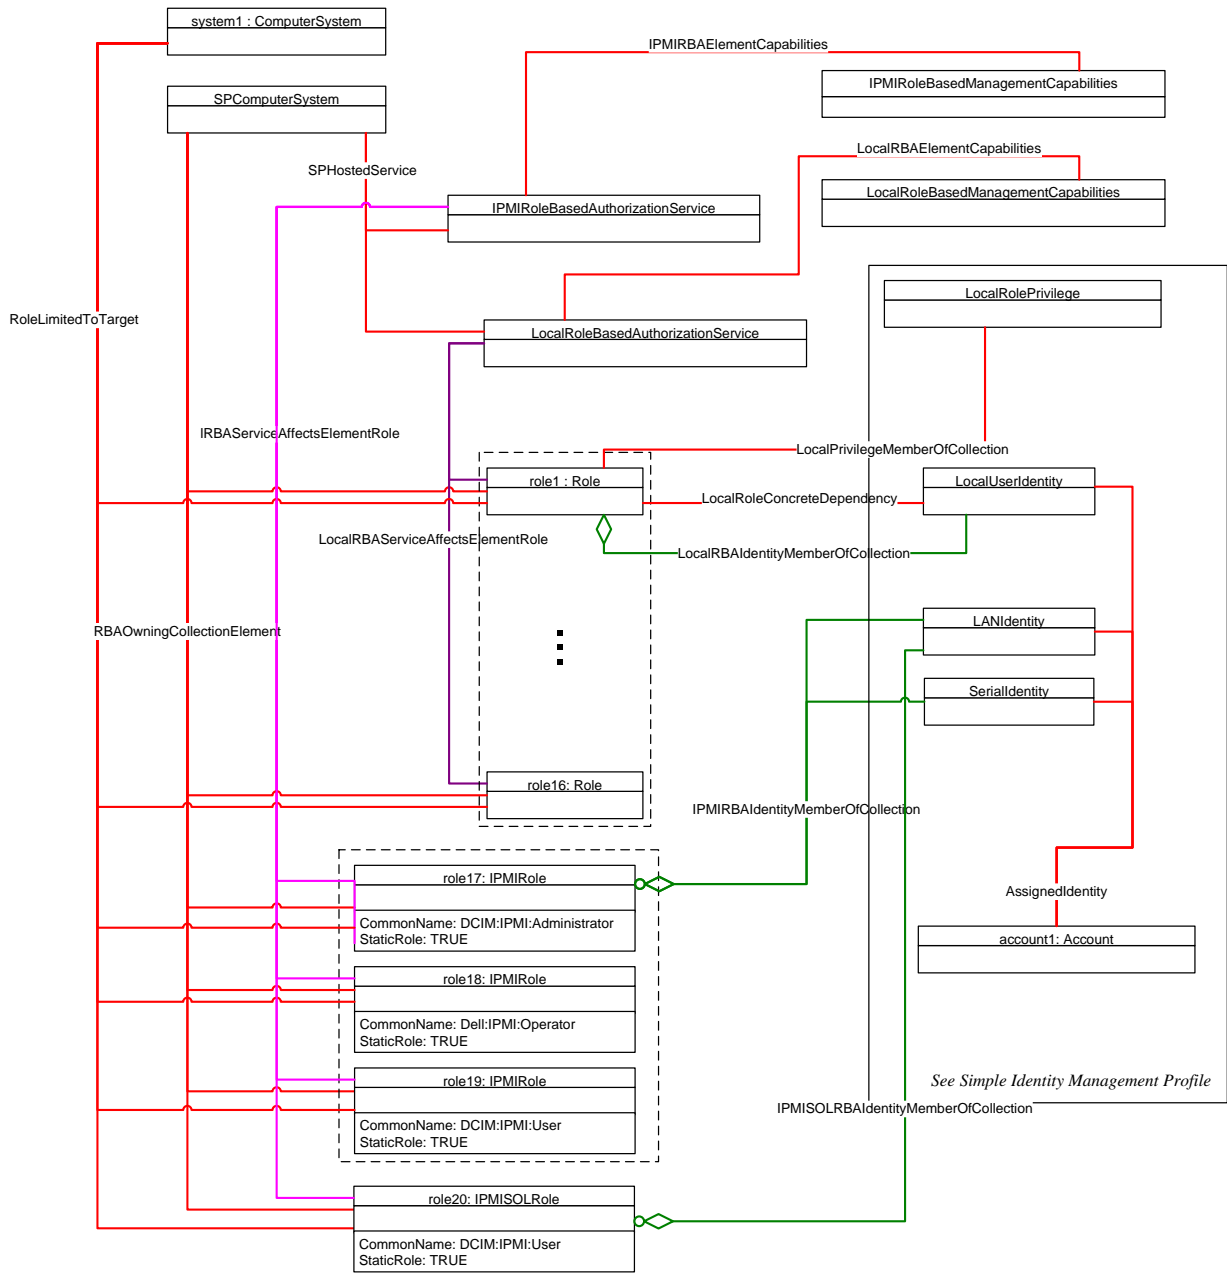 system1 : ComputerSystem
IPMIRBAElementCapabilities
IPMIRoleBasedManagementCapabilities
SPComputerSystem
LocalRBAElementCapabilities
SPHostedService
LocalRoleBasedManagementCapabilities
IPMIRoleBasedAuthorizationService
LocalRolePrivilege
RoleLimitedToTarget
LocalRoleBasedAuthorizationService
IRBAServiceAffectsElementRole
LocalPrivilegeMemberOfCollection
role1 : Role
LocalUserIdentity
LocalRoleConcreteDependency
LocalRBAServiceAffectsElementRole
LocalRBAIdentityMemberOfCollection
RBAOwningCollectionElement
LANIdentity
SerialIdentity
role16: Role
IPMIRBAIdentityMemberOfCollection
role17: IPMIRole
CommonName: DCIM:IPMI:Administrator
StaticRole: TRUE
AssignedIdentity
account1: Account
role18: IPMIRole
CommonName: Dell:IPMI:Operator
StaticRole: TRUE
role19: IPMIRole
See Simple Identity Management Profile
CommonName: DCIM:IPMI:User
StaticRole: TRUE
IPMISOLRBAIdentityMemberOfCollection
role20: IPMISOLRole
CommonName: DCIM:IPMI:User
StaticRole: TRUE